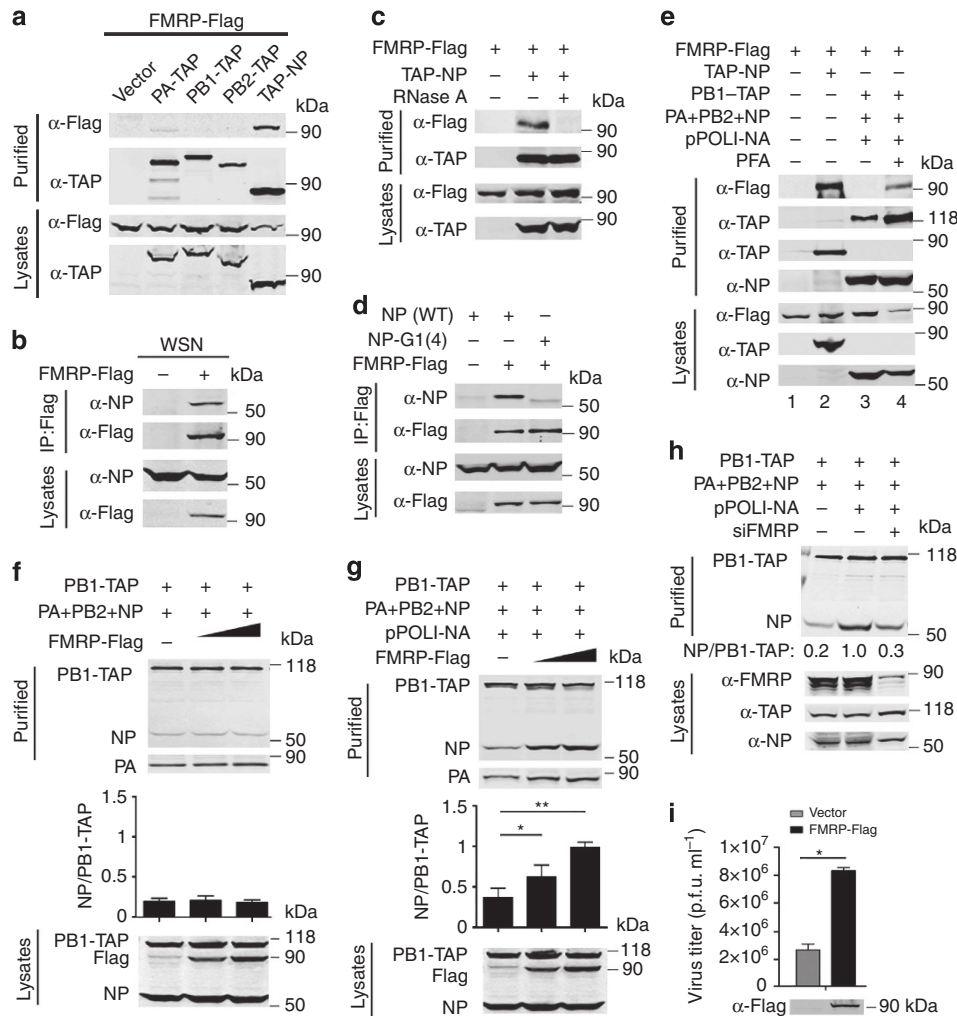 a
FMRP-Flag
Vector
PA-TAP
PB1-TAP
PB2-TAP
TAP-NP
kDa
Purified
α-Flag
90
α-TAP
90
Lysates
α-Flag
90
α-TAP
90
b
WSN
FMRP-Flag – + kDa
IP:Flag
α-NP
50
α-Flag
90
Lysates
α-NP
50
α-Flag
90
c
FMRP-Flag + + +
TAP-NP – + +
RNase A – – + kDa
Purified
α-Flag
90
α-TAP
90
Lysates
α-Flag
90
α-TAP
90
d
NP (WT) – + –
NP-G1(4) – – +
FMRP-Flag – + + kDa
IP:Flag
α-NP
50
α-Flag
90
Lysates
α-NP
50
α-Flag
90
e
FMRP-Flag + + + +
TAP-NP – + – –
PB1–TAP – – + +
PA+PB2+NP – – + +
pPOLI-NA – – + +
PFA – – – + kDa
Purified
α-Flag
90
α-TAP
118
α-TAP
90
α-NP
50
Lysates
α-Flag
90
α-TAP
90
α-NP
50
1 2 3 4
f
PB1-TAP + + +
PA+PB2+NP + + +
FMRP-Flag –
kDa
Purified
PB1-TAP
118
NP
50
PA
90
NP/PB1-TAP
1.5
1
0.5
0
kDa
Lysates
PB1-TAP
118
Flag
90
NP
50
g
PB1-TAP + + +
PA+PB2+NP + + +
pPOLI-NA + + +
FMRP-Flag –
kDa
Purified
PB1-TAP
118
NP
50
PA
90
NP/PB1-TAP
1.5
1
0.5
0
**
*
kDa
Lysates
PB1-TAP
118
Flag
90
NP
h
PB1-TAP + + +
PA+PB2+NP + + +
pPOLI-NA – + +
siFMRP – – +
kDa
Purified
PB1-TAP
118
NP
50
NP/PB1-TAP: 0.2 1.0 0.3
Lysates
α-FMRP
90
α-TAP
118
α-NP
50
i
Vector
FMRP-Flag
Virus titer (p.f.u. ml⁻¹)
1×10⁷
8×10⁶
6×10⁶
4×10⁶
2×10⁶
0
*
α-Flag
90 kDa